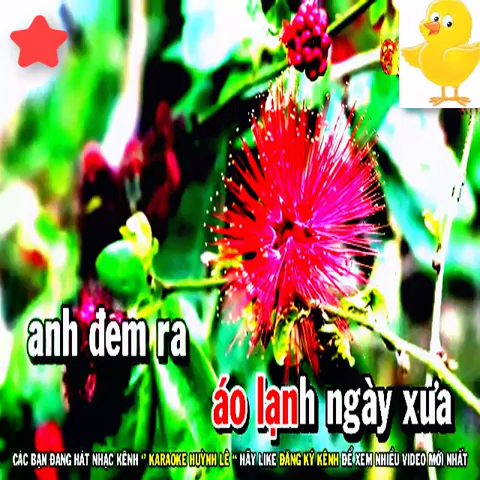 anh đem ra
áo lạnh ngày xưa
CÁC BẠN ĐANG HÁT NHẠC KÊNH " KARAOKE HUỲNH LÊ " HÃY LIKE ĐĂNG KÝ KÊNH ĐỂ XEM NHIỀU VIDEO MỚI NHẤT